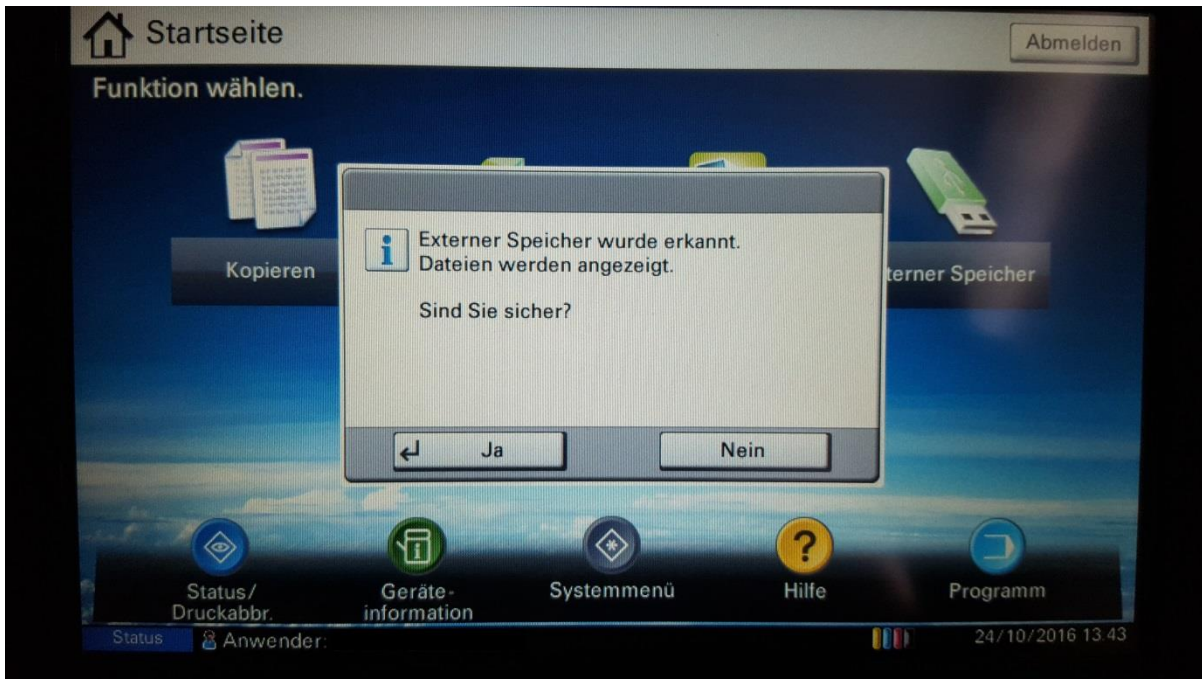 Startseite
Abmelden
Funktion wählen.
Kopieren
terner Speicher
Externer Speicher wurde erkannt.
Dateien werden angezeigt.
Sind Sie sicher?
Ja
Nein
Status/
Druckabbr.
Geräte-
information
Systemmenü
Hilfe
Programm
Status
Anwender:
24/10/2016 13:43